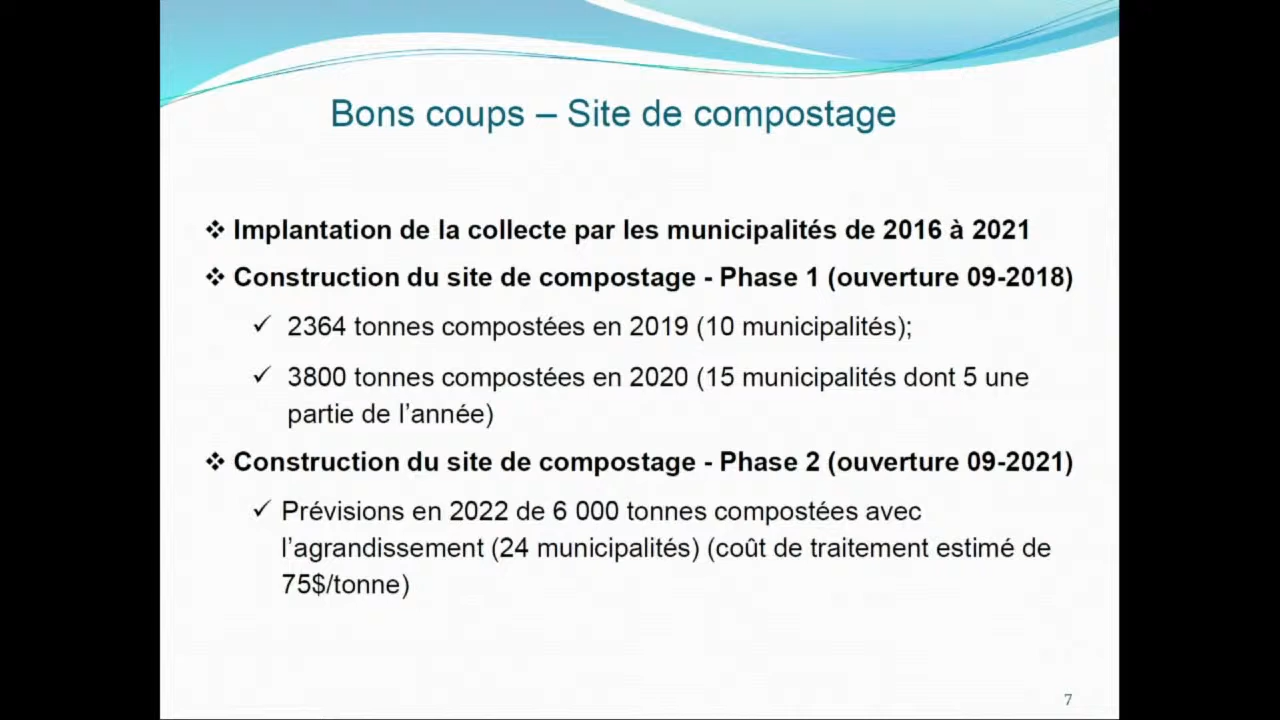 Bons coups – Site de compostage
❖ Implantation de la collecte par les municipalités de 2016 à 2021
❖ Construction du site de compostage - Phase 1 (ouverture 09-2018)
✓ 2364 tonnes compostées en 2019 (10 municipalités);
✓ 3800 tonnes compostées en 2020 (15 municipalités dont 5 une
partie de l’année)
❖ Construction du site de compostage - Phase 2 (ouverture 09-2021)
✓ Prévisions en 2022 de 6 000 tonnes compostées avec
l’agrandissement (24 municipalités) (coût de traitement estimé de
75$/tonne)
7